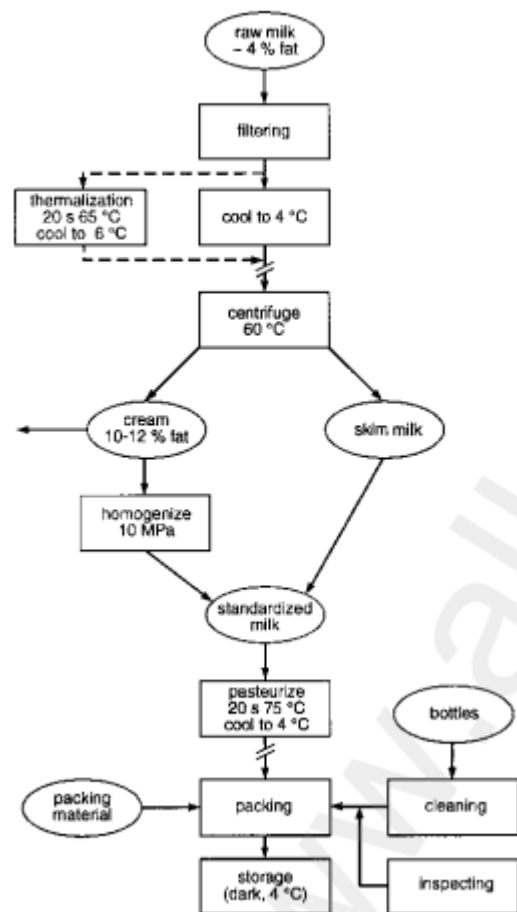 raw milk
~ 4 % fat
filtering
thermalization
20 s 65 °C
cool to 6 °C
cool to 4 °C
centrifuge
60 °C
cream
10-12 % fat
skim milk
homogenize
10 MPa
standardized
milk
pasteurize
20 s 75 °C
cool to 4 °C
bottles
packing
material
packing
cleaning
storage
(dark, 4 °C)
inspecting